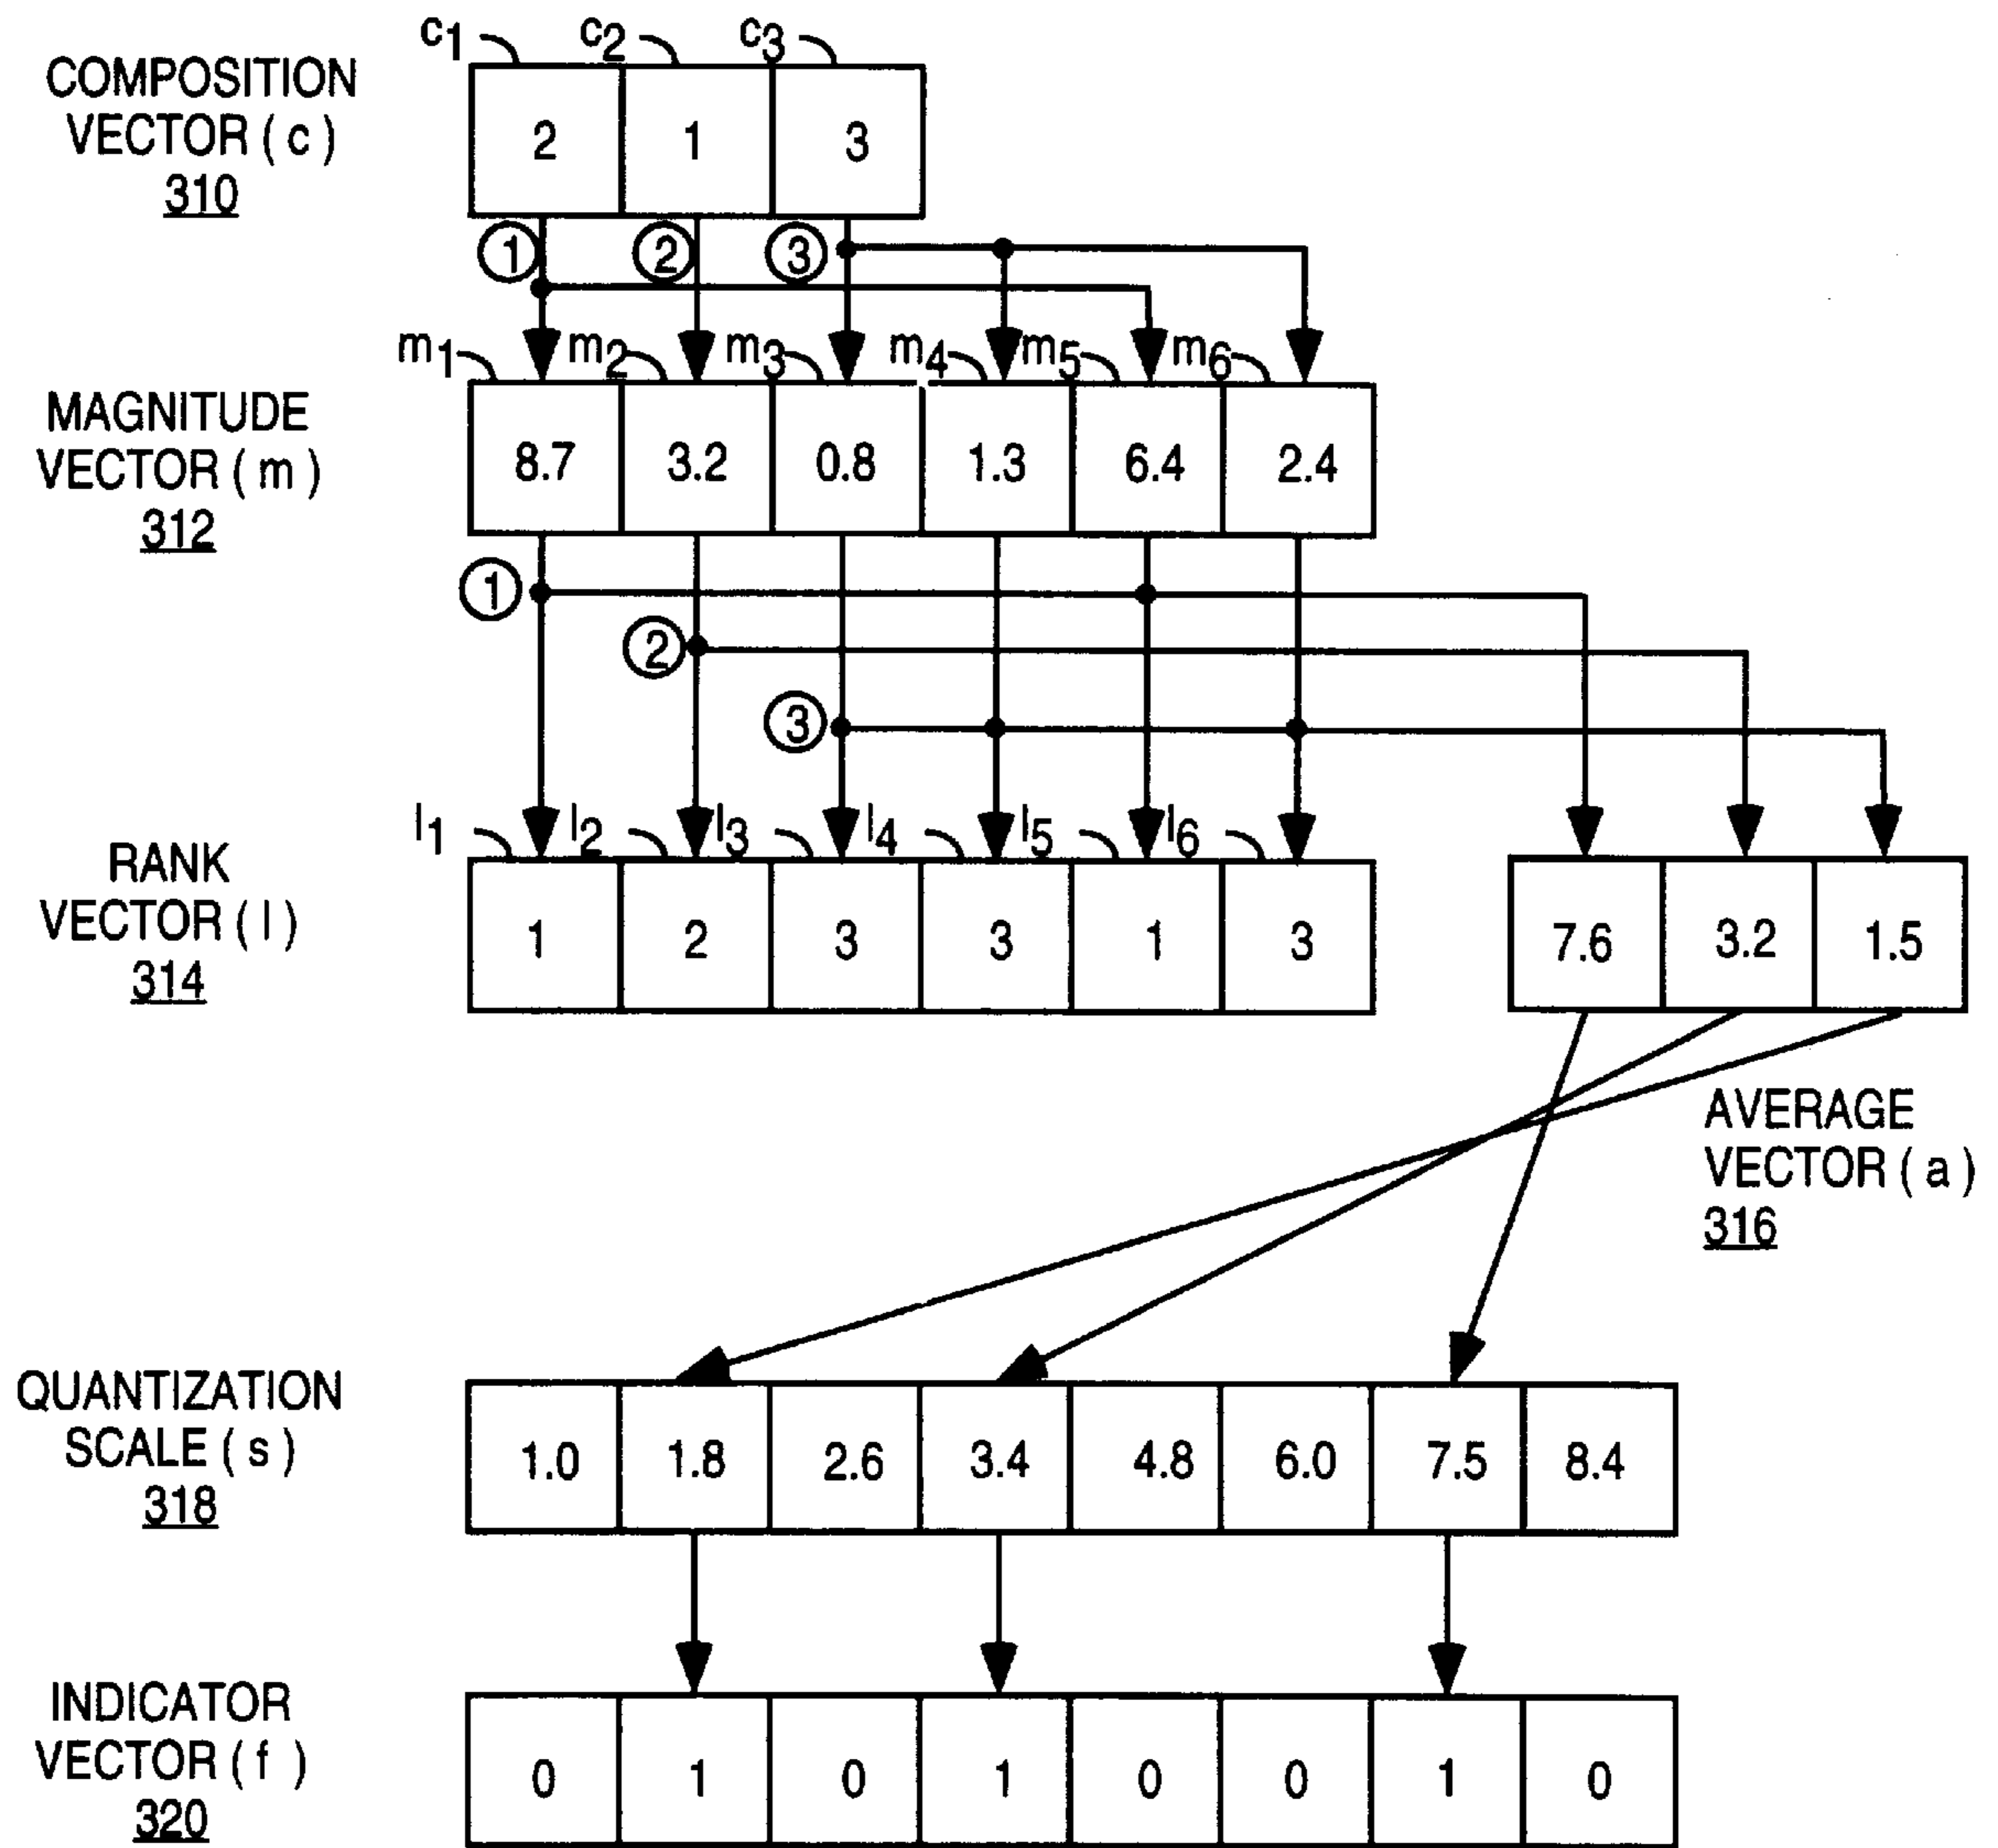 c1 c2 c3
COMPOSITION
VECTOR ( c )
310
2 1 3
1 2 3
m1 m2 m3 m4 m5 m6
MAGNITUDE
VECTOR ( m )
312
8.7 3.2 0.8 1.3 6.4 2.4
1
2
3
l1 l2 l3 l4 l5 l6
RANK
VECTOR ( l )
314
1 2 3 3 1 3
7.6 3.2 1.5
AVERAGE
VECTOR ( a )
316
QUANTIZATION
SCALE ( s )
318
1.0 1.8 2.6 3.4 4.8 6.0 7.5 8.4
INDICATOR
VECTOR ( f )
320
0 1 0 1 0 0 1 0